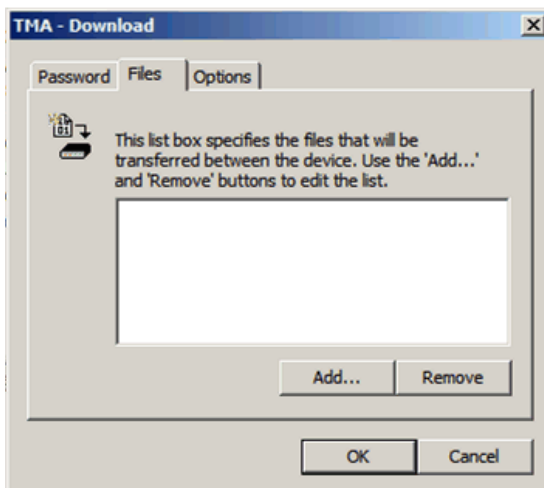 TMA - Download
Password Files Options
This list box specifies the files that will be
transferred between the device. Use the 'Add...'
and 'Remove' buttons to edit the list.
Add... Remove
OK Cancel